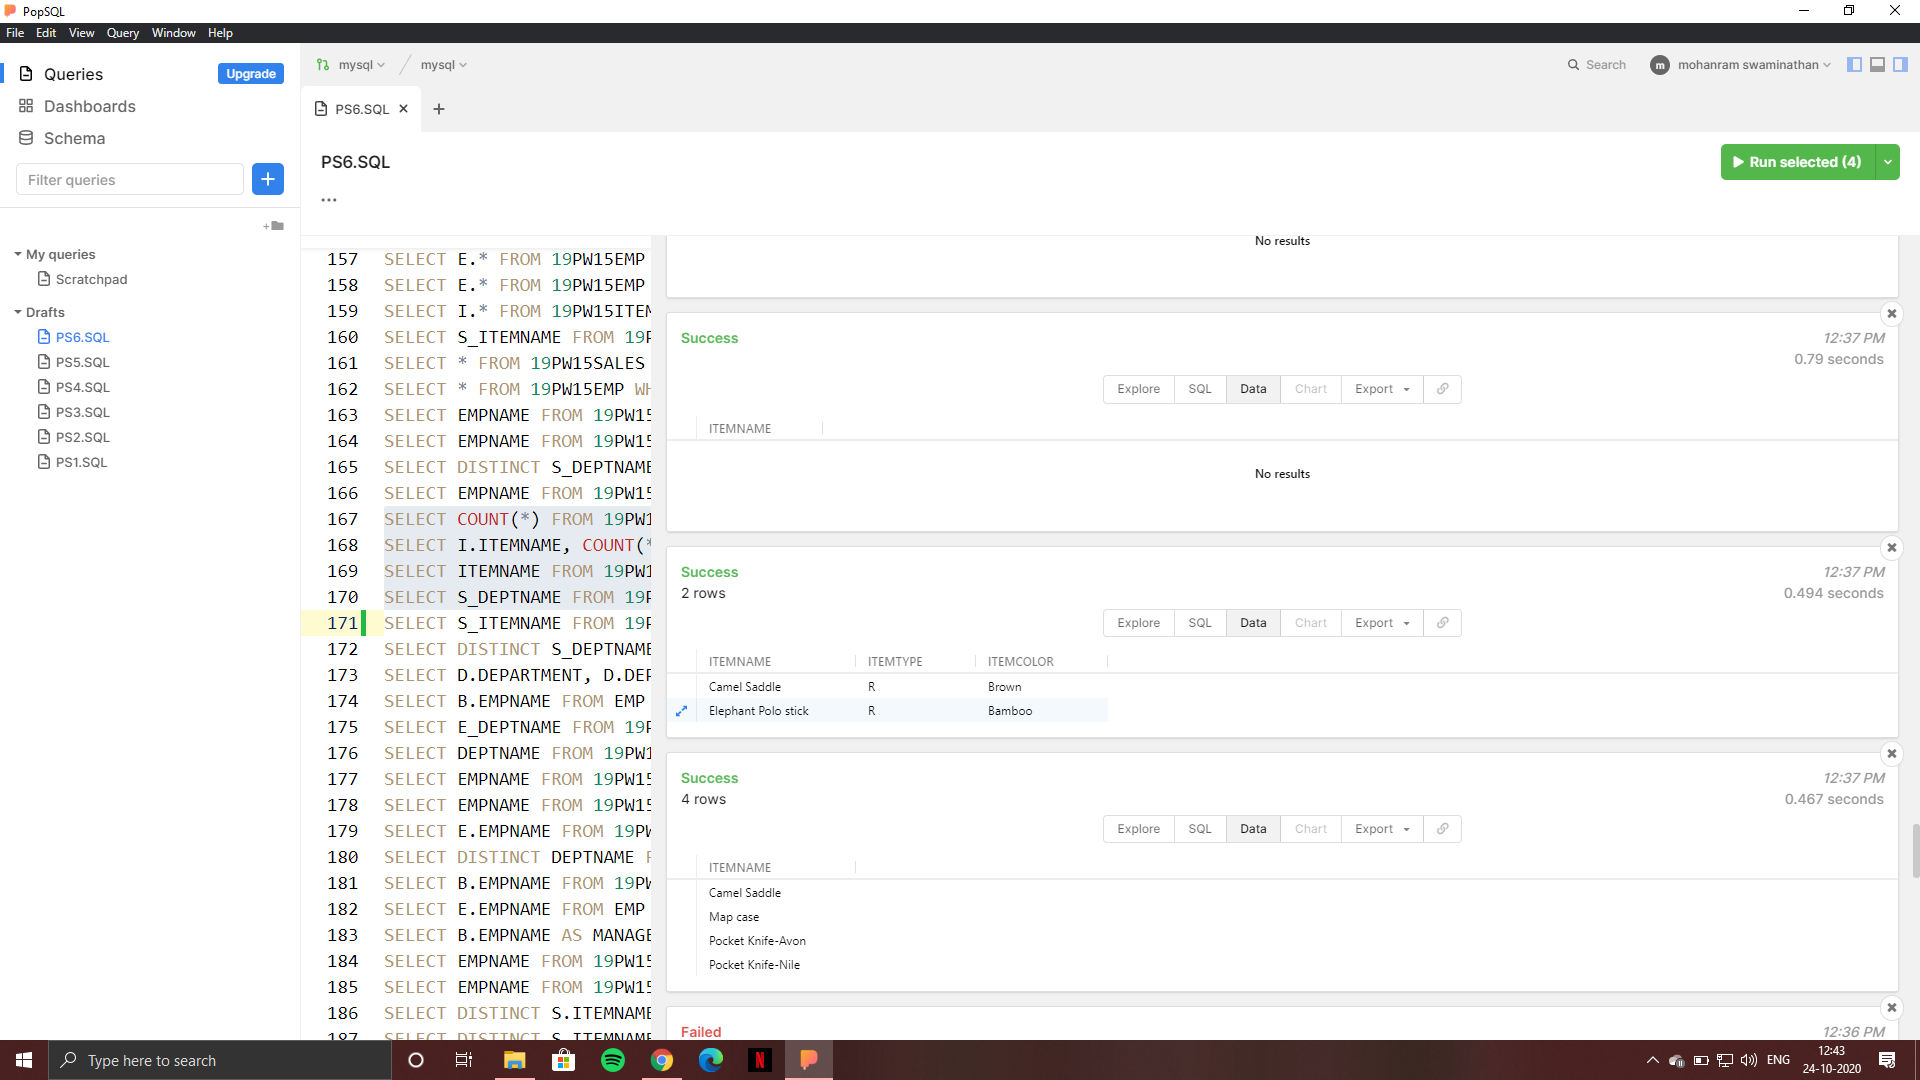 PopSQL
File Edit View Query Window Help
Queries
Upgrade
Dashboards
Schema
Filter queries
My queries
Scratchpad
Drafts
PS6.SQL
PS5.SQL
PS4.SQL
PS3.SQL
PS2.SQL
PS1.SQL
mysql
mysql
Search
m
mohanram swaminathan
PS6.SQL
PS6.SQL
...
Run selected (4)
157 SELECT E.* FROM 19PW15EMP
158 SELECT E.* FROM 19PW15EMP
159 SELECT I.* FROM 19PW15ITEM
160 SELECT S_ITEMNAME FROM 19P
161 SELECT * FROM 19PW15SALES
162 SELECT * FROM 19PW15EMP WH
163 SELECT EMPNAME FROM 19PW15
164 SELECT EMPNAME FROM 19PW15
165 SELECT DISTINCT S_DEPTNAME
166 SELECT EMPNAME FROM 19PW15
167 SELECT COUNT(*) FROM 19PW1
168 SELECT I.ITEMNAME, COUNT(*
169 SELECT ITEMNAME FROM 19PW1
170 SELECT S_DEPTNAME FROM 19P
171 SELECT S_ITEMNAME FROM 19P
172 SELECT DISTINCT S_DEPTNAME
173 SELECT D.DEPARTMENT, D.DEP
174 SELECT B.EMPNAME FROM EMP
175 SELECT E_DEPTNAME FROM 19P
176 SELECT DEPTNAME FROM 19PW1
177 SELECT EMPNAME FROM 19PW15
178 SELECT EMPNAME FROM 19PW15
179 SELECT E.EMPNAME FROM 19PW
180 SELECT DISTINCT DEPTNAME F
181 SELECT B.EMPNAME FROM 19PW
182 SELECT E.EMPNAME FROM EMP
183 SELECT B.EMPNAME AS MANAGE
184 SELECT EMPNAME FROM 19PW15
185 SELECT EMPNAME FROM 19PW15
186 SELECT DISTINCT S.ITEMNAME
187 SELECT DISTINCT S.ITEMNAME
No results
Success
12:37 PM
0.79 seconds
Explore SQL Data Chart Export
ITEMNAME
No results
Success
12:37 PM
2 rows
0.494 seconds
Explore SQL Data Chart Export
ITEMNAME ITEMTYPE ITEMCOLOR
Camel Saddle R Brown
Elephant Polo stick R Bamboo
Success
12:37 PM
4 rows
0.467 seconds
Explore SQL Data Chart Export
ITEMNAME
Camel Saddle
Map case
Pocket Knife-Avon
Pocket Knife-Nile
Failed
12:36 PM
Type here to search
N
ENG
12:43
24-10-2020